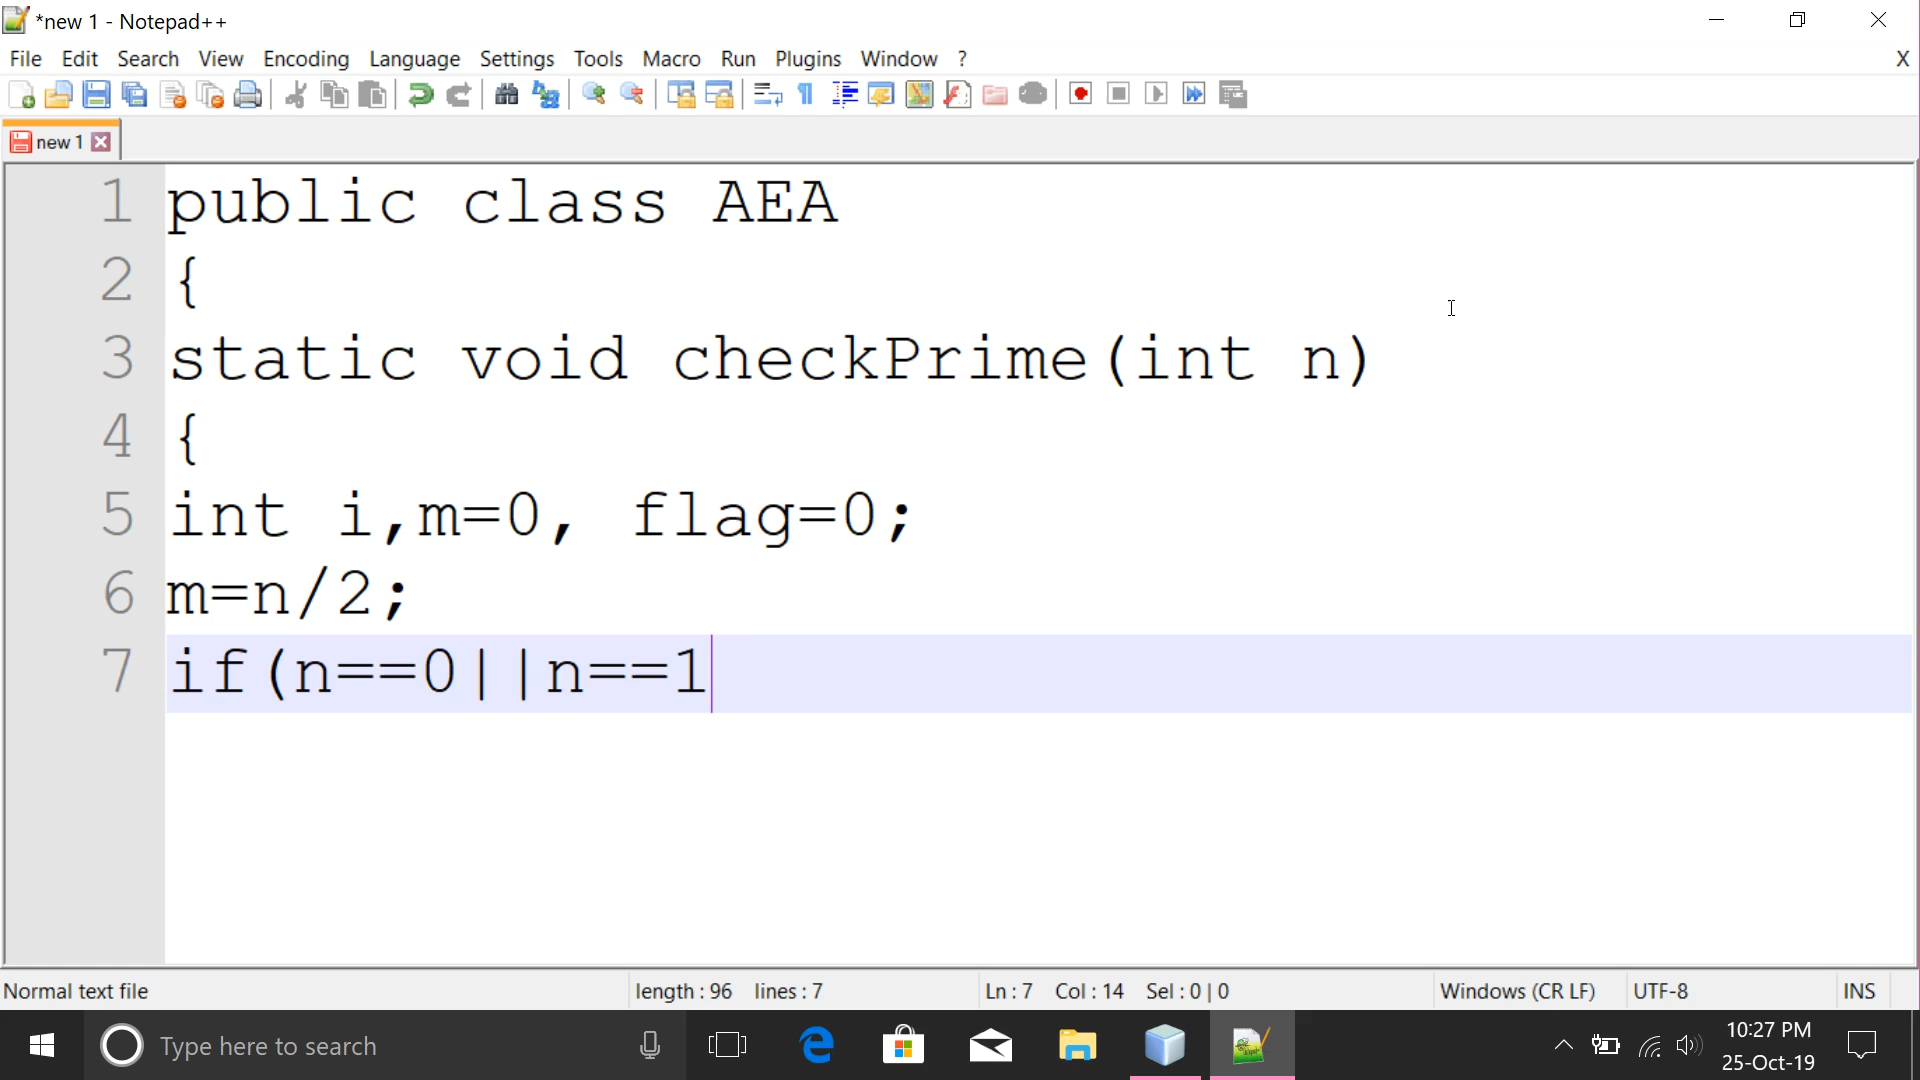 *new 1 - Notepad++
File Edit Search View Encoding Language Settings Tools Macro Run Plugins Window ? X
new 1
1 public class AEA
2 {
3 static void checkPrime(int n)
4 {
5 int i,m=0, flag=0;
6 m=n/2;
7 if(n==0||n==1
Normal text file length : 96 lines : 7 Ln : 7 Col : 14 Sel : 0 | 0 Windows (CR LF) UTF-8 INS
Type here to search
10:27 PM
25-Oct-19